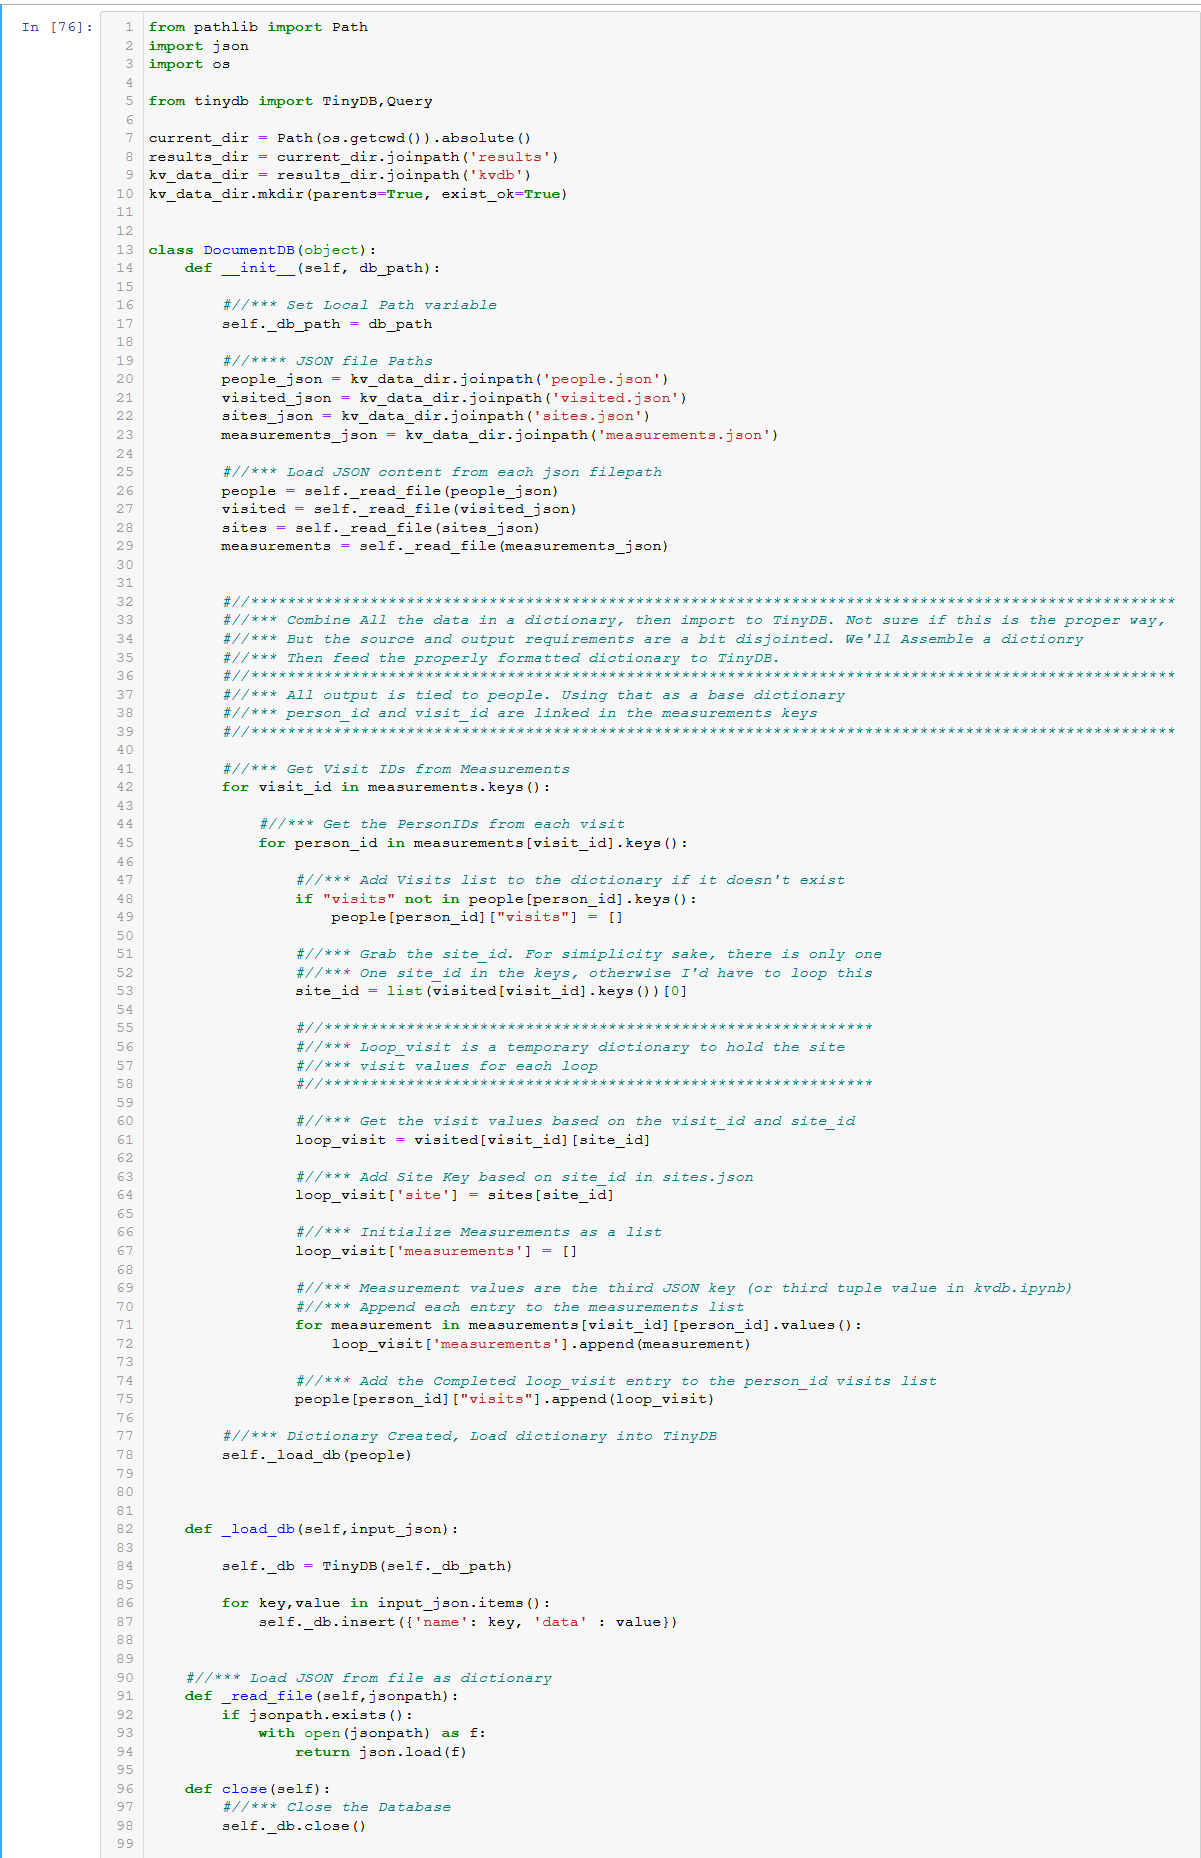 In [76]:
1 from pathlib import Path
2 import json
3 import os
4
5 from tinydb import TinyDB,Query
6
7 current_dir = Path(os.getcwd()).absolute()
8 results_dir = current_dir.joinpath('results')
9 kv_data_dir = results_dir.joinpath('kvdb')
10 kv_data_dir.mkdir(parents=True, exist_ok=True)
11
12
13 class DocumentDB(object):
14     def __init__(self, db_path):
15
16         #//*** Set Local Path variable
17         self._db_path = db_path
18
19         #//**** JSON file Paths
20         people_json = kv_data_dir.joinpath('people.json')
21         visited_json = kv_data_dir.joinpath('visited.json')
22         sites_json = kv_data_dir.joinpath('sites.json')
23         measurements_json = kv_data_dir.joinpath('measurements.json')
24
25         #//*** Load JSON content from each json filepath
26         people = self._read_file(people_json)
27         visited = self._read_file(visited_json)
28         sites = self._read_file(sites_json)
29         measurements = self._read_file(measurements_json)
30
31
32         #//*****************************************************************************************************
33         #//*** Combine All the data in a dictionary, then import to TinyDB. Not sure if this is the proper way,
34         #//*** But the source and output requirements are a bit disjointed. We'll Assemble a dictionry
35         #//*** Then feed the properly formatted dictionary to TinyDB.
36         #//*****************************************************************************************************
37         #//*** All output is tied to people. Using that as a base dictionary
38         #//*** person_id and visit_id are linked in the measurements keys
39         #//*****************************************************************************************************
40
41         #//*** Get Visit IDs from Measurements
42         for visit_id in measurements.keys():
43
44             #//*** Get the PersonIDs from each visit
45             for person_id in measurements[visit_id].keys():
46
47                 #//*** Add Visits list to the dictionary if it doesn't exist
48                 if "visits" not in people[person_id].keys():
49                     people[person_id]["visits"] = []
50
51                 #//*** Grab the site_id. For simiplicity sake, there is only one
52                 #//*** One site_id in the keys, otherwise I'd have to loop this
53                 site_id = list(visited[visit_id].keys())[0]
54
55                 #//************************************************************
56                 #//*** Loop_visit is a temporary dictionary to hold the site
57                 #//*** visit values for each loop
58                 #//************************************************************
59
60                 #//*** Get the visit values based on the visit_id and site_id
61                 loop_visit = visited[visit_id][site_id]
62
63                 #//*** Add Site Key based on site_id in sites.json
64                 loop_visit['site'] = sites[site_id]
65
66                 #//*** Initialize Measurements as a list
67                 loop_visit['measurements'] = []
68
69                 #//*** Measurement values are the third JSON key (or third tuple value in kvdb.ipynb)
70                 #//*** Append each entry to the measurements list
71                 for measurement in measurements[visit_id][person_id].values():
72                     loop_visit['measurements'].append(measurement)
73
74                 #//*** Add the Completed loop_visit entry to the person_id visits list
75                 people[person_id]["visits"].append(loop_visit)
76
77         #//*** Dictionary Created, Load dictionary into TinyDB
78         self._load_db(people)
79
80
81
82     def _load_db(self,input_json):
83
84         self._db = TinyDB(self._db_path)
85
86         for key,value in input_json.items():
87             self._db.insert({'name': key, 'data' : value})
88
89
90     #//*** Load JSON from file as dictionary
91     def _read_file(self,jsonpath):
92         if jsonpath.exists():
93             with open(jsonpath) as f:
94                 return json.load(f)
95
96     def close(self):
97         #//*** Close the Database
98         self._db.close()
99